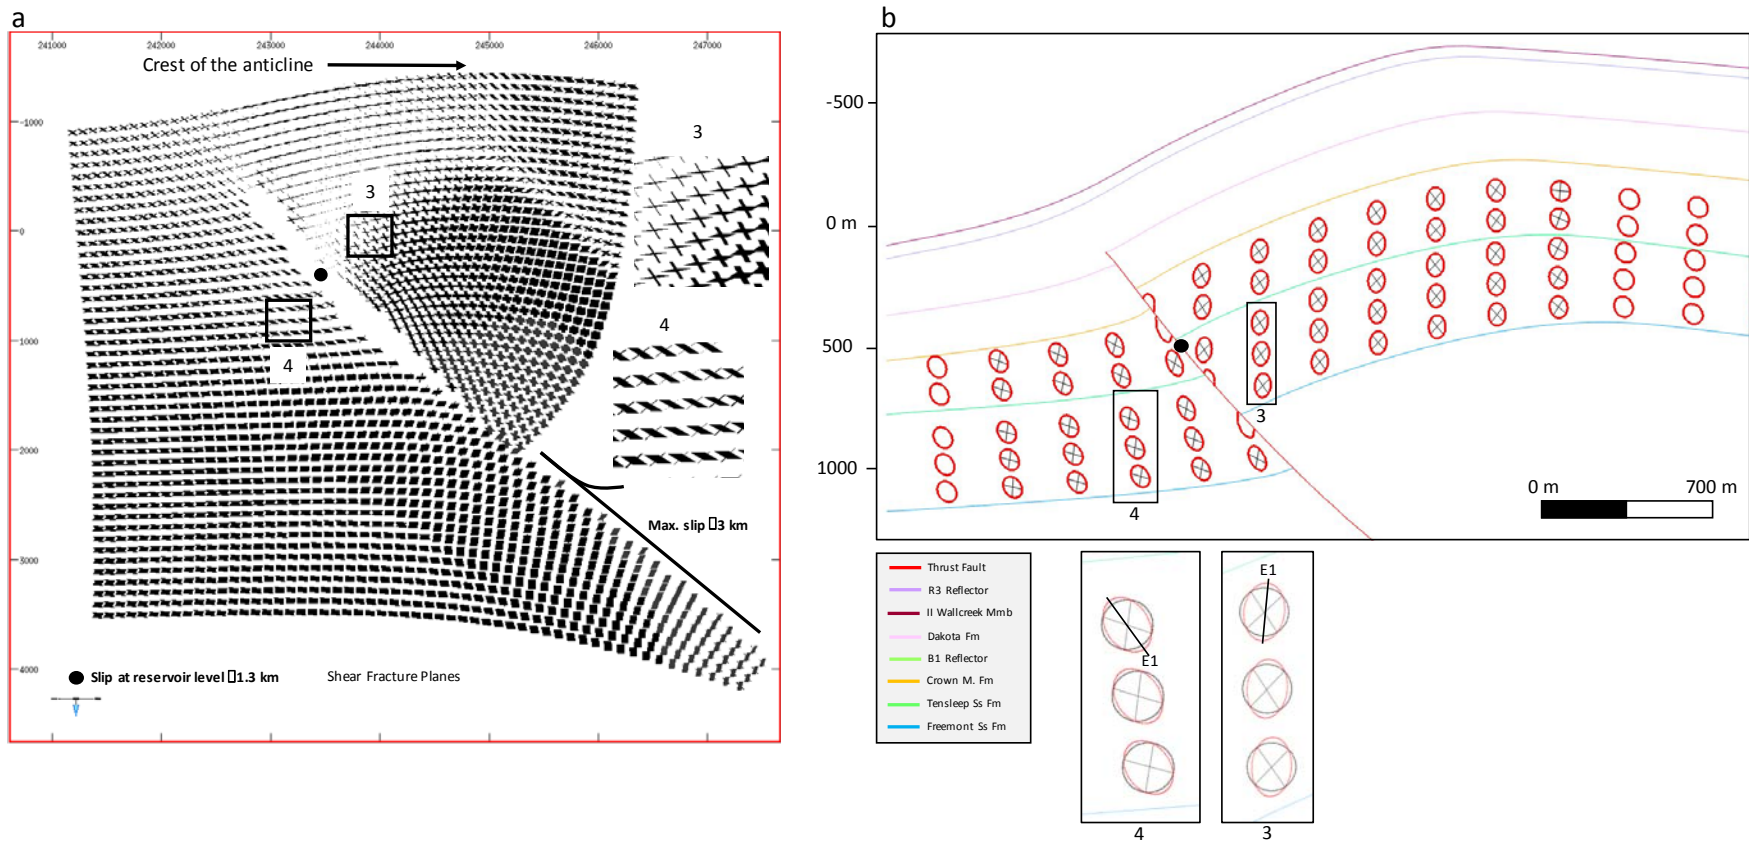 a
241000 242000 243000 244000 245000 246000 247000
Crest of the anticline
-1000
0
1000
2000
3000
4000
3
3
4
4
Max. slip 3 km
Slip at reservoir level 1.3 km
Shear Fracture Planes
b
-500
0 m
500
1000
3
4
0 m 700 m
Thrust Fault
R3 Reflector
II Wallcreek Mmb
Dakota Fm
B1 Reflector
Crown M. Fm
Tensleep Ss Fm
Freemont Ss Fm
E1
E1
4
3